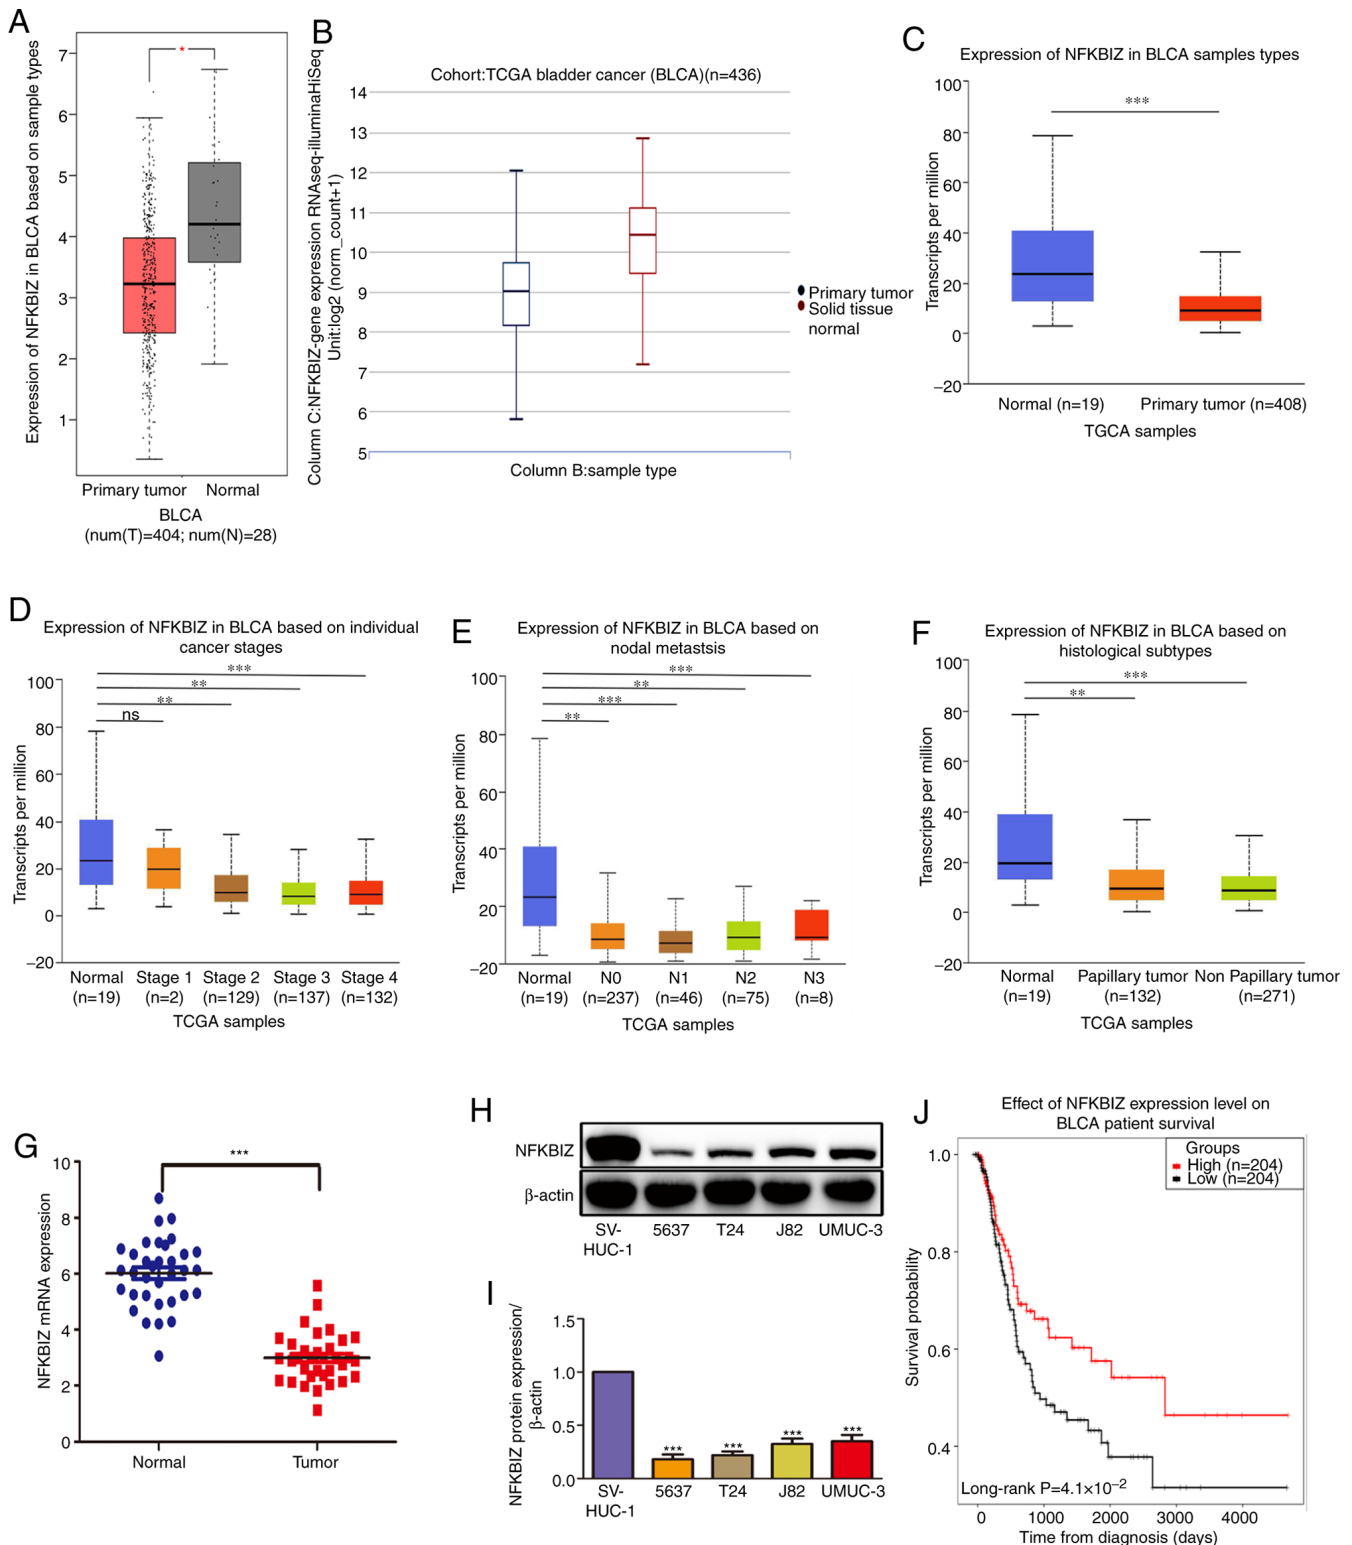 A
Expression of NFKBIZ in BLCA based on sample types
7
6
5
4
3
2
1
*
Primary tumor
Normal
BLCA
(num(T)=404; num(N)=28)
B
Cohort:TCGA bladder cancer (BLCA)(n=436)
Column C:NFKBIZ-gene expression RNAseq-illuminaHiSeq
Unit:log2 (norm_count+1)
14
13
12
11
10
9
8
7
6
5
Column B:sample type
Primary tumor
Solid tissue
normal
C
Expression of NFKBIZ in BLCA samples types
Transcripts per million
100
80
60
40
20
0
–20
***
Normal (n=19)
Primary tumor (n=408)
TGCA samples
D
Expression of NFKBIZ in BLCA based on individual
cancer stages
***
**
**
ns
Transcripts per million
100
80
60
40
20
0
–20
Normal
(n=19)
Stage 1
(n=2)
Stage 2
(n=129)
Stage 3
(n=137)
Stage 4
(n=132)
TCGA samples
E
Expression of NFKBIZ in BLCA based on
nodal metastsis
***
**
***
**
Transcripts per million
100
80
60
40
20
–20
Normal
(n=19)
N0
(n=237)
N1
(n=46)
N2
(n=75)
N3
(n=8)
TCGA samples
F
Expression of NFKBIZ in BLCA based on
histological subtypes
***
**
Transcripts per million
100
80
60
40
20
0
–20
Normal
(n=19)
Papillary tumor
(n=132)
Non Papillary tumor
(n=271)
TCGA samples
G
NFKBIZ mRNA expression
10
8
6
4
2
0
***
Normal
Tumor
H
NFKBIZ
β-actin
SV-
HUC-1
5637
T24
J82
UMUC-3
I
NFKBIZ protein expression/
β-actin
1.5
1.0
0.5
0.0
***
***
***
***
SV-
HUC-1
5637
T24
J82
UMUC-3
J
Effect of NFKBIZ expression level on
BLCA patient survival
Groups
High (n=204)
Low (n=204)
Survival probability
1.0
0.8
0.6
0.4
Long-rank P=4.1×10⁻²
0
1000
2000
3000
4000
Time from diagnosis (days)